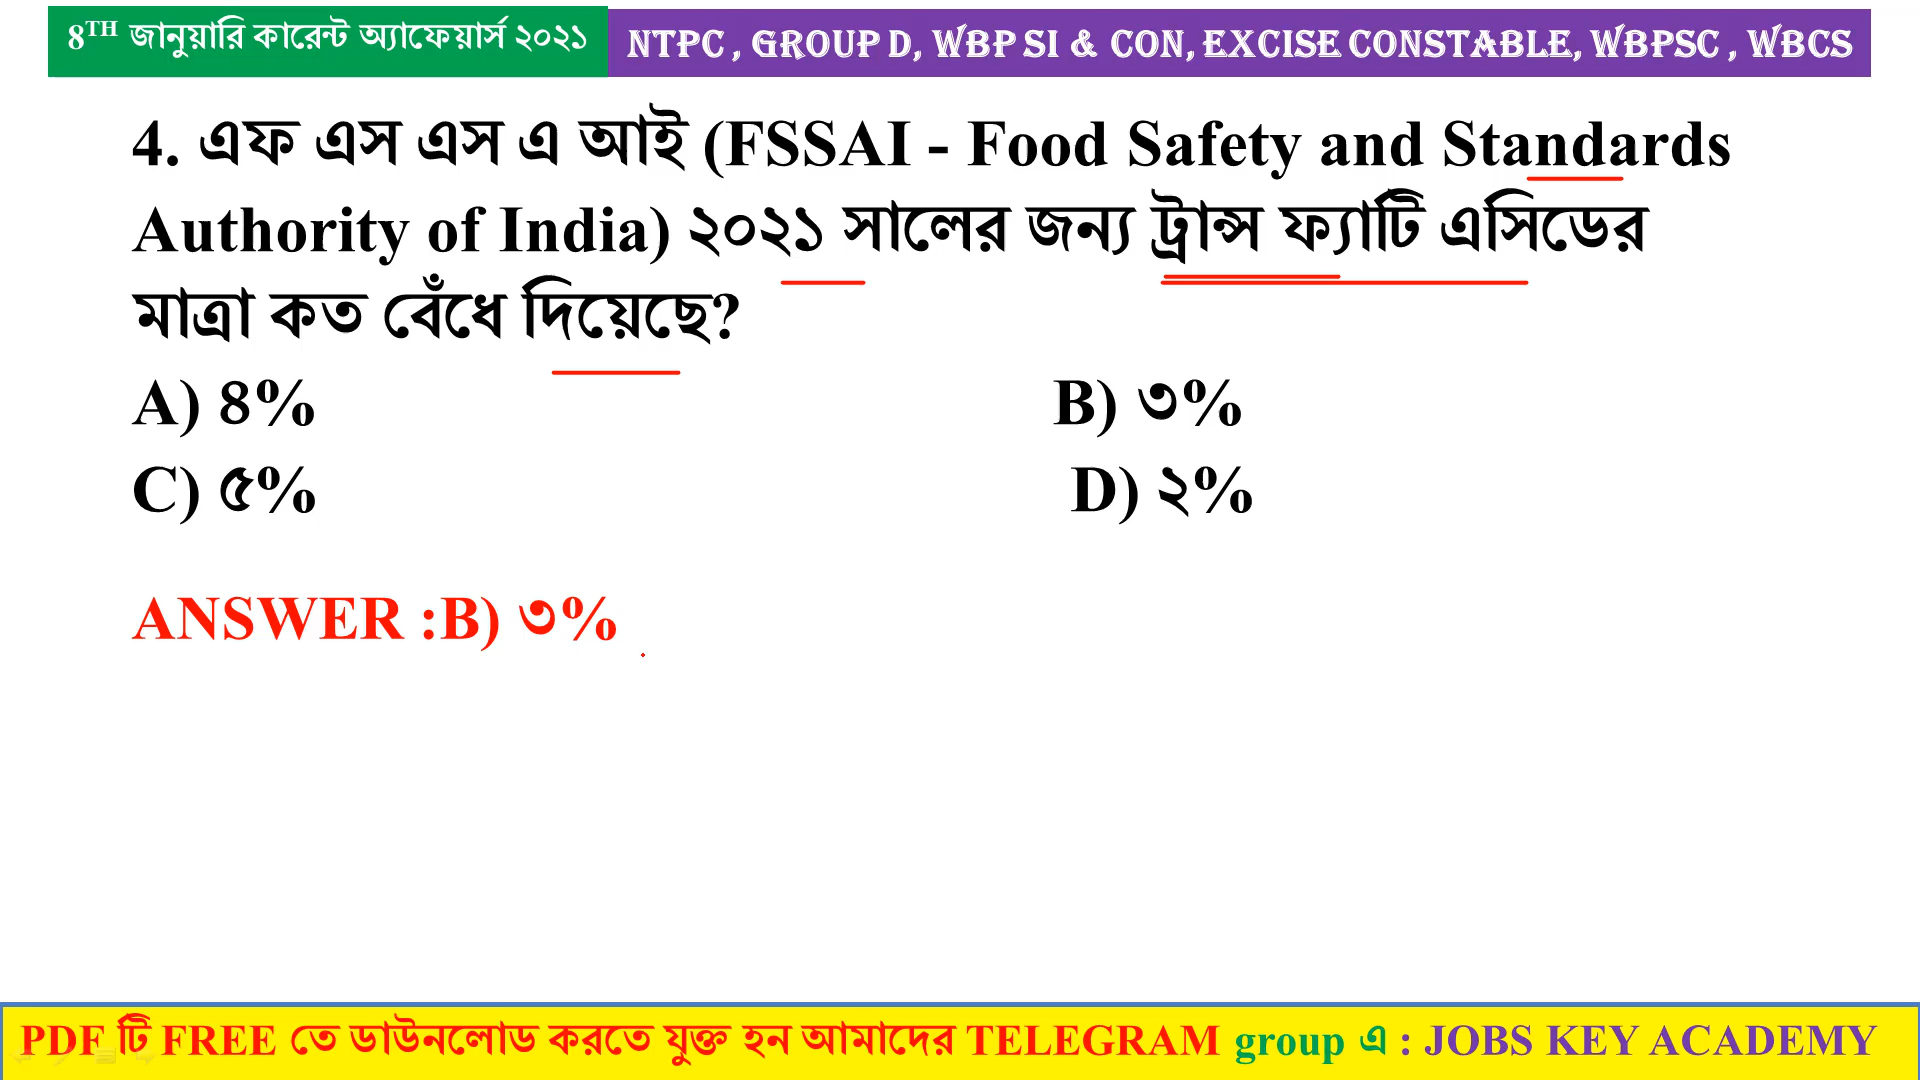 8TH জানুয়ারি কারেন্ট অ্যাফেয়ার্স ২০২১
NTPC , GROUP D, WBP SI & CON, EXCISE CONSTABLE, WBPSC , WBCS
4. এফ এস এস এ আই (FSSAI - Food Safety and Standards
Authority of India) ২০২১ সালের জন্য ট্রান্স ফ্যাটি এসিডের
মাত্রা কত বেঁধে দিয়েছে?
A) 8% B) ৩%
C) ৫% D) ২%
ANSWER :B) ৩%
PDF টি FREE তে ডাউনলোড করতে যুক্ত হন আমাদের TELEGRAM group এ : JOBS KEY ACADEMY